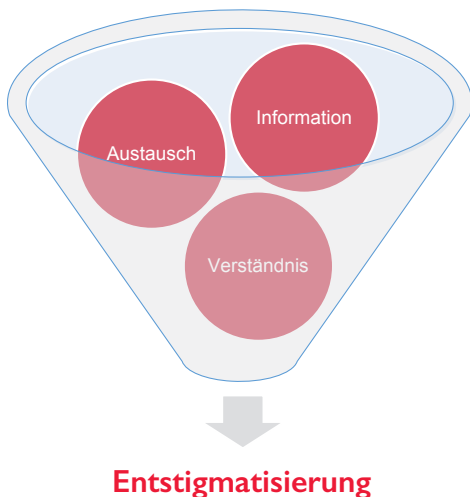 Information
Austausch
Verständnis
Entstigmatisierung